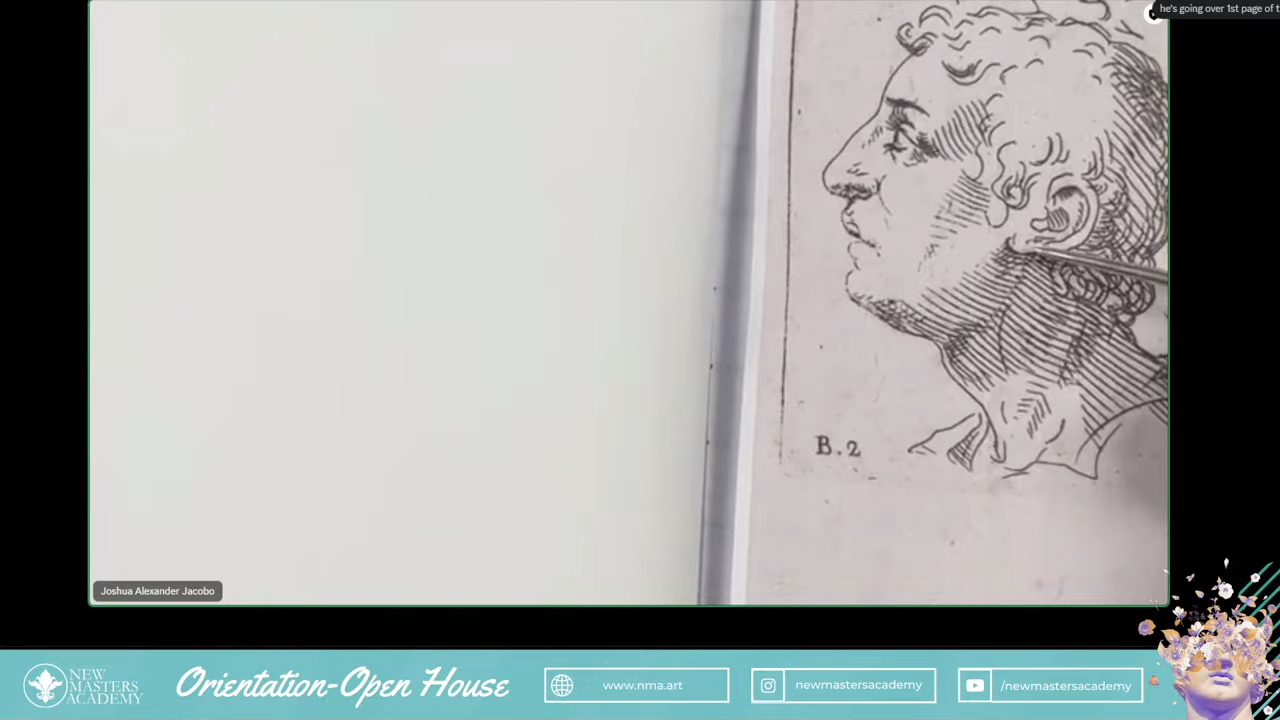 he's going over 1st page of t
B.2
Joshua Alexander Jacobo
NEW
MASTERS
ACADEMY
Orientation-Open House
www.nma.art
newmastersacademy
/newmastersacademy